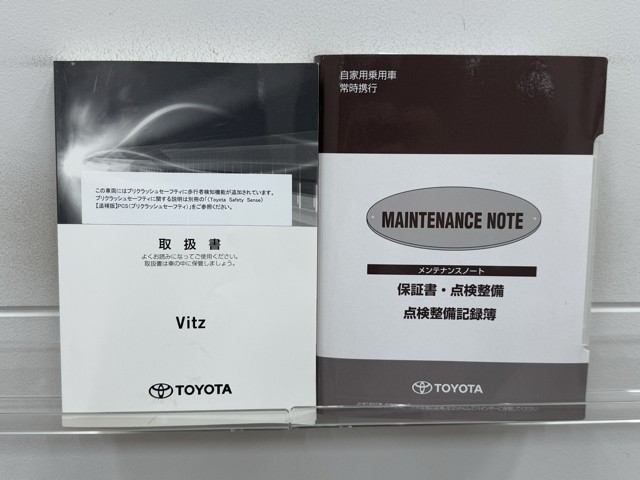 この車両にはプリクラッシュセーフティに歩行者検知機能が追加されています。
プリクラッシュセーフティに関する説明は別冊の「(Toyota Safety Sense)
【追補版】PCS(プリクラッシュセーフティ)」をご参照ください。
取扱書
よくお読みになってご使用ください。
取扱書は車の中に保管しましょう。
Vitz
TOYOTA
自家用乗用車
常時携行
MAINTENANCE NOTE
メンテナンスノート
保証書・点検整備
点検整備記録簿
TOYOTA